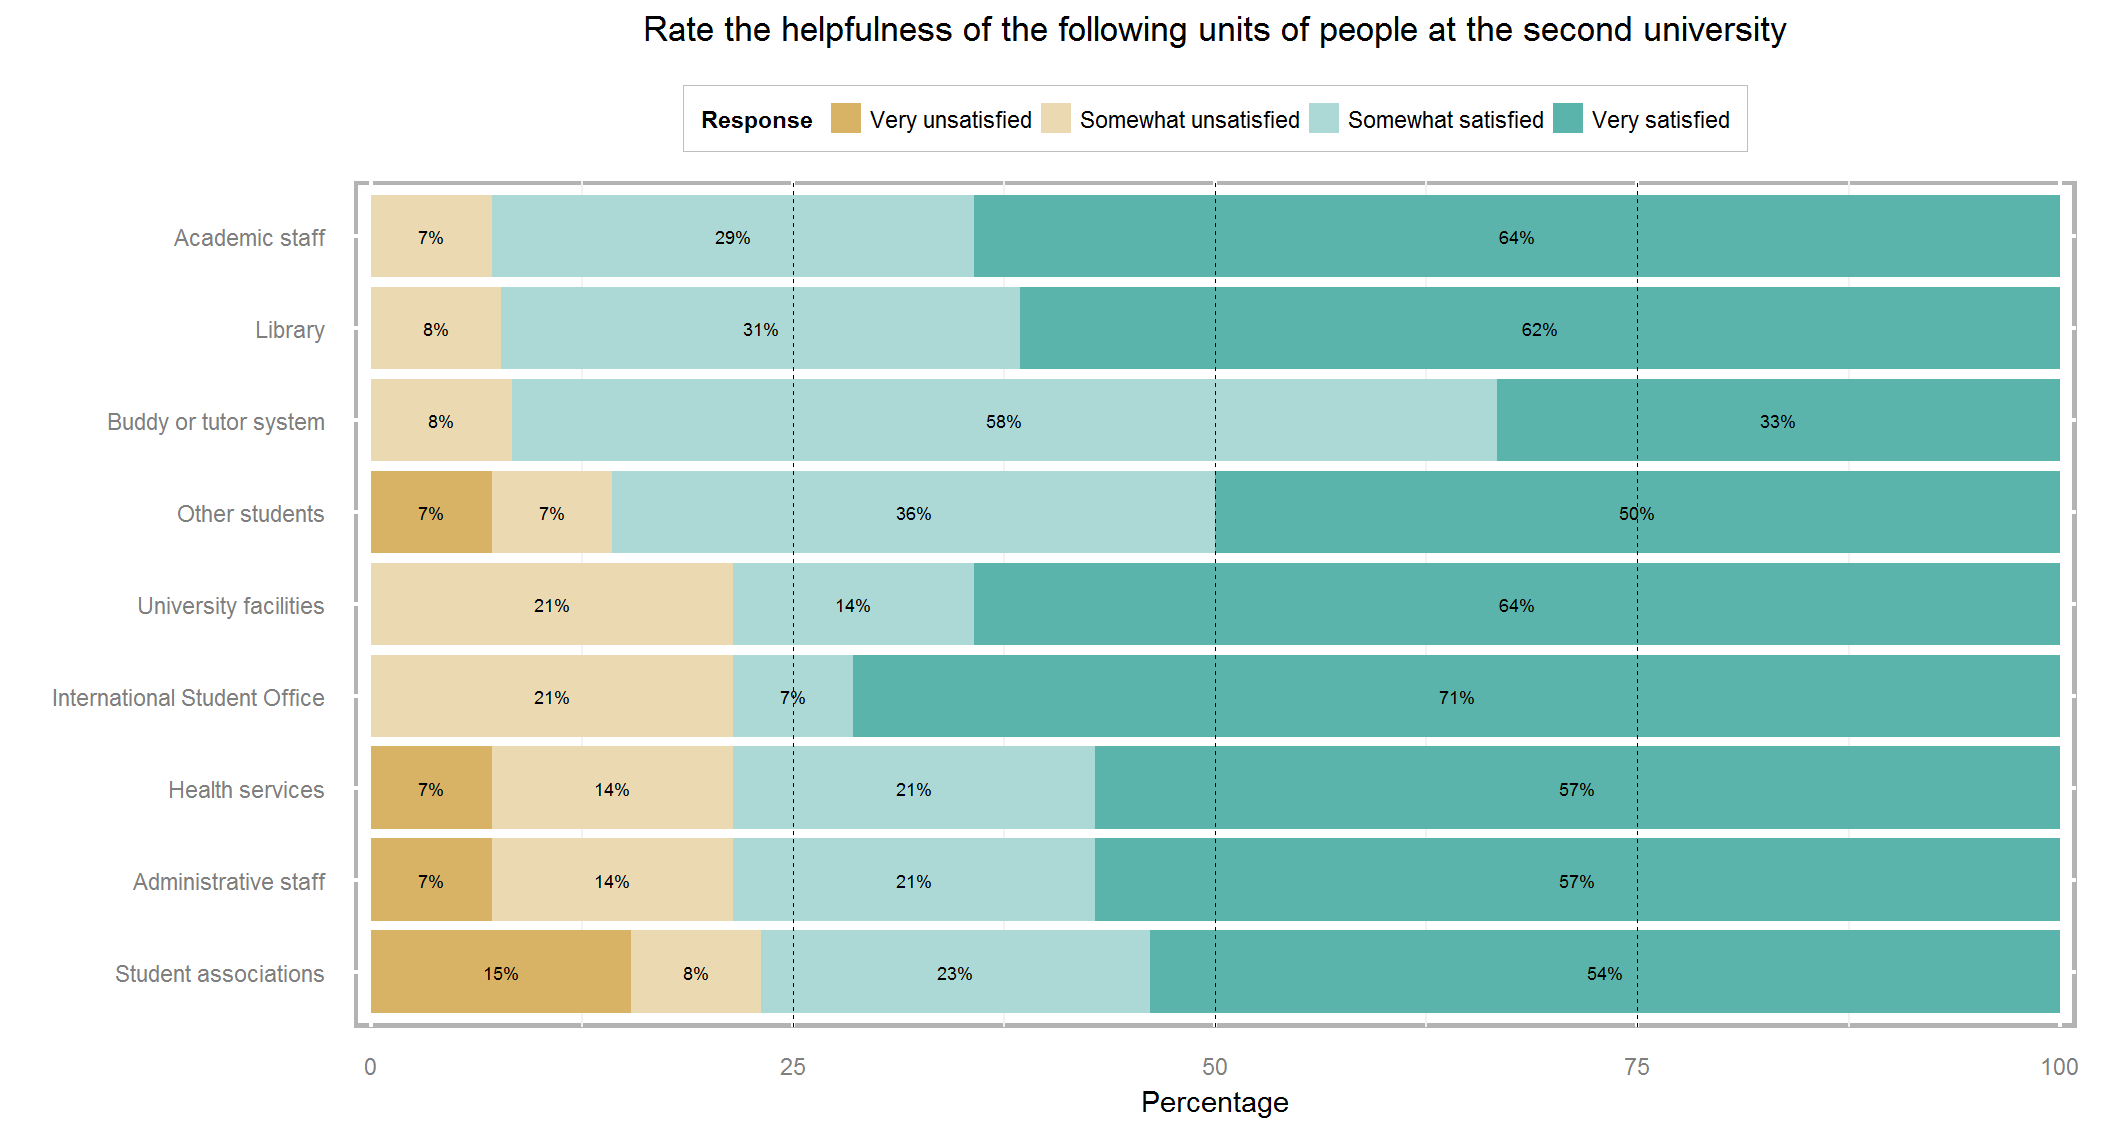 Rate the helpfulness of the following units of people at the second university
Response Very unsatisfied Somewhat unsatisfied Somewhat satisfied Very satisfied
Academic staff 7% 29% 64%
Library 8% 31% 62%
Buddy or tutor system 8% 58% 33%
Other students 7% 7% 36% 50%
University facilities 21% 14% 64%
International Student Office 21% 7% 71%
Health services 7% 14% 21% 57%
Administrative staff 7% 14% 21% 57%
Student associations 15% 8% 23% 54%
0 25 50 75 100
Percentage